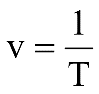 v = 1/T